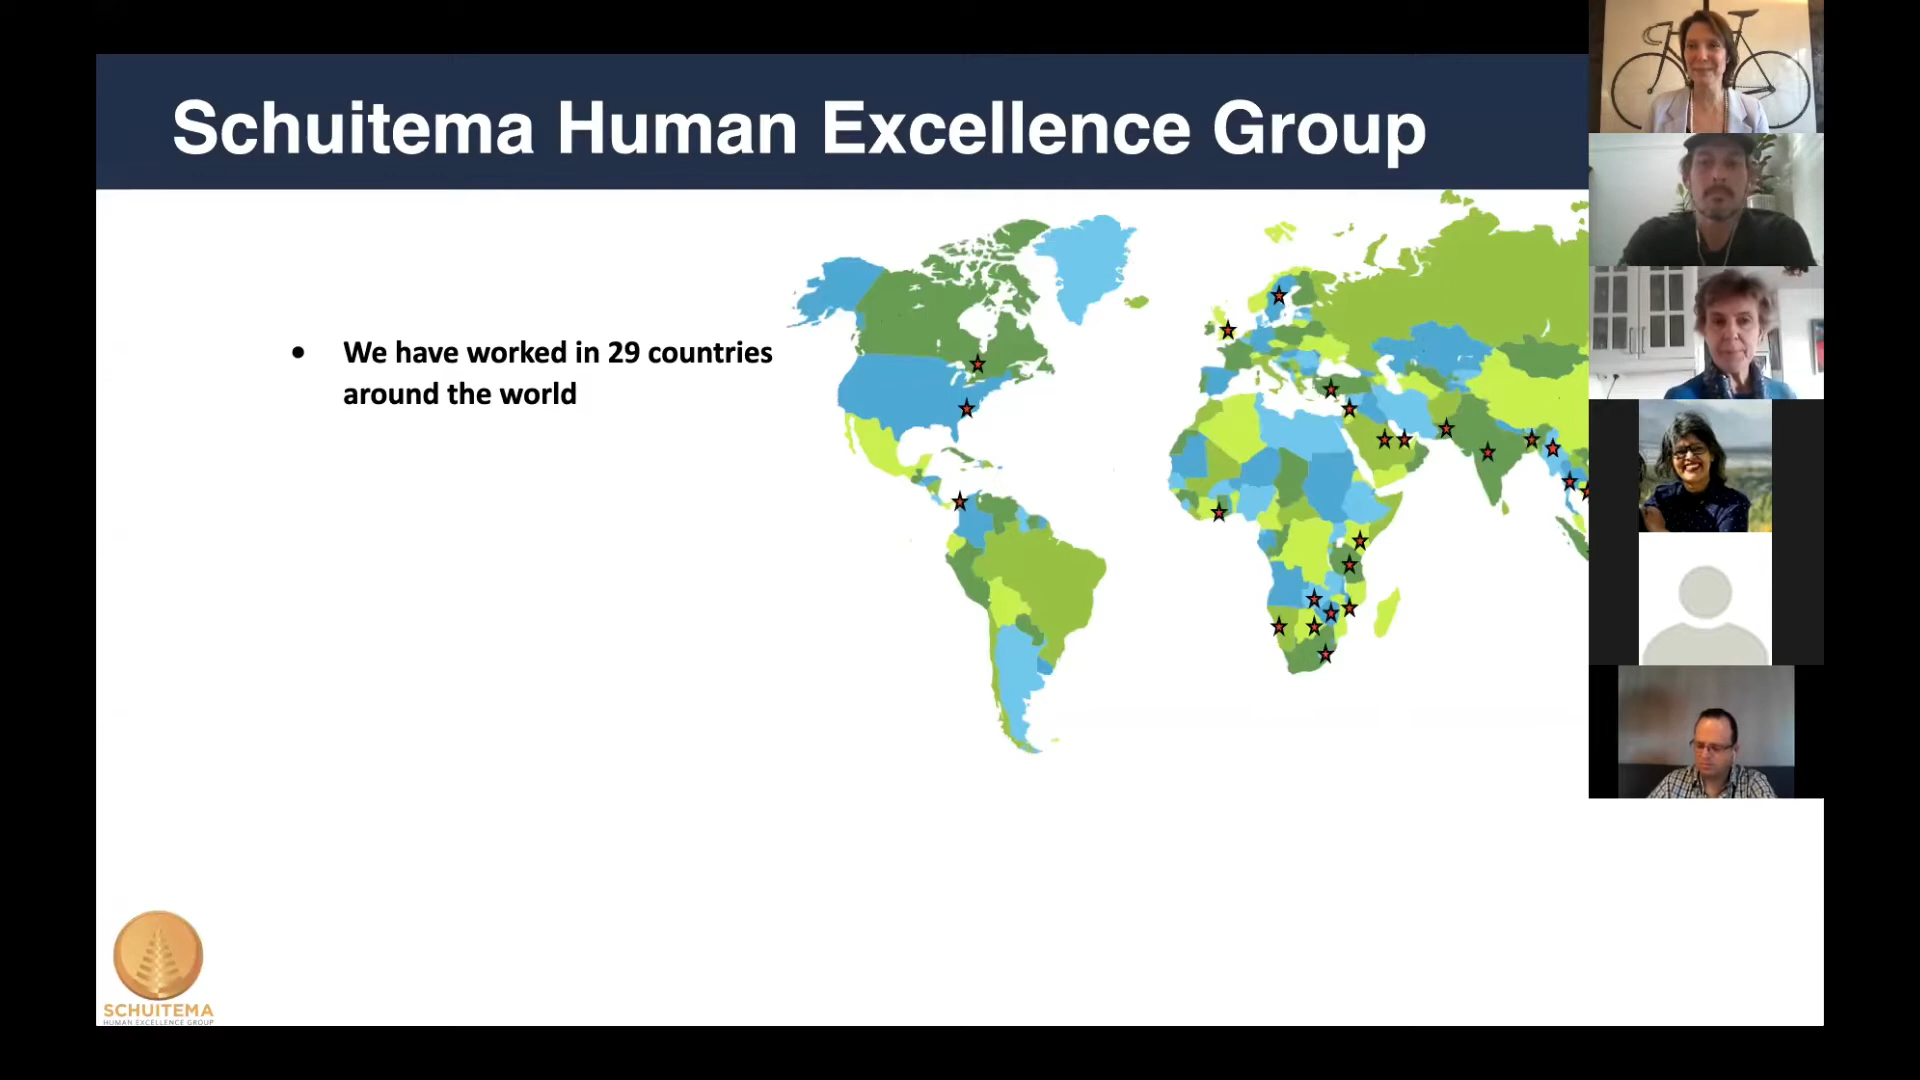 Schuitema Human Excellence Group
• We have worked in 29 countries
around the world
SCHUITEMA
HUMAN EXCELLENCE GROUP